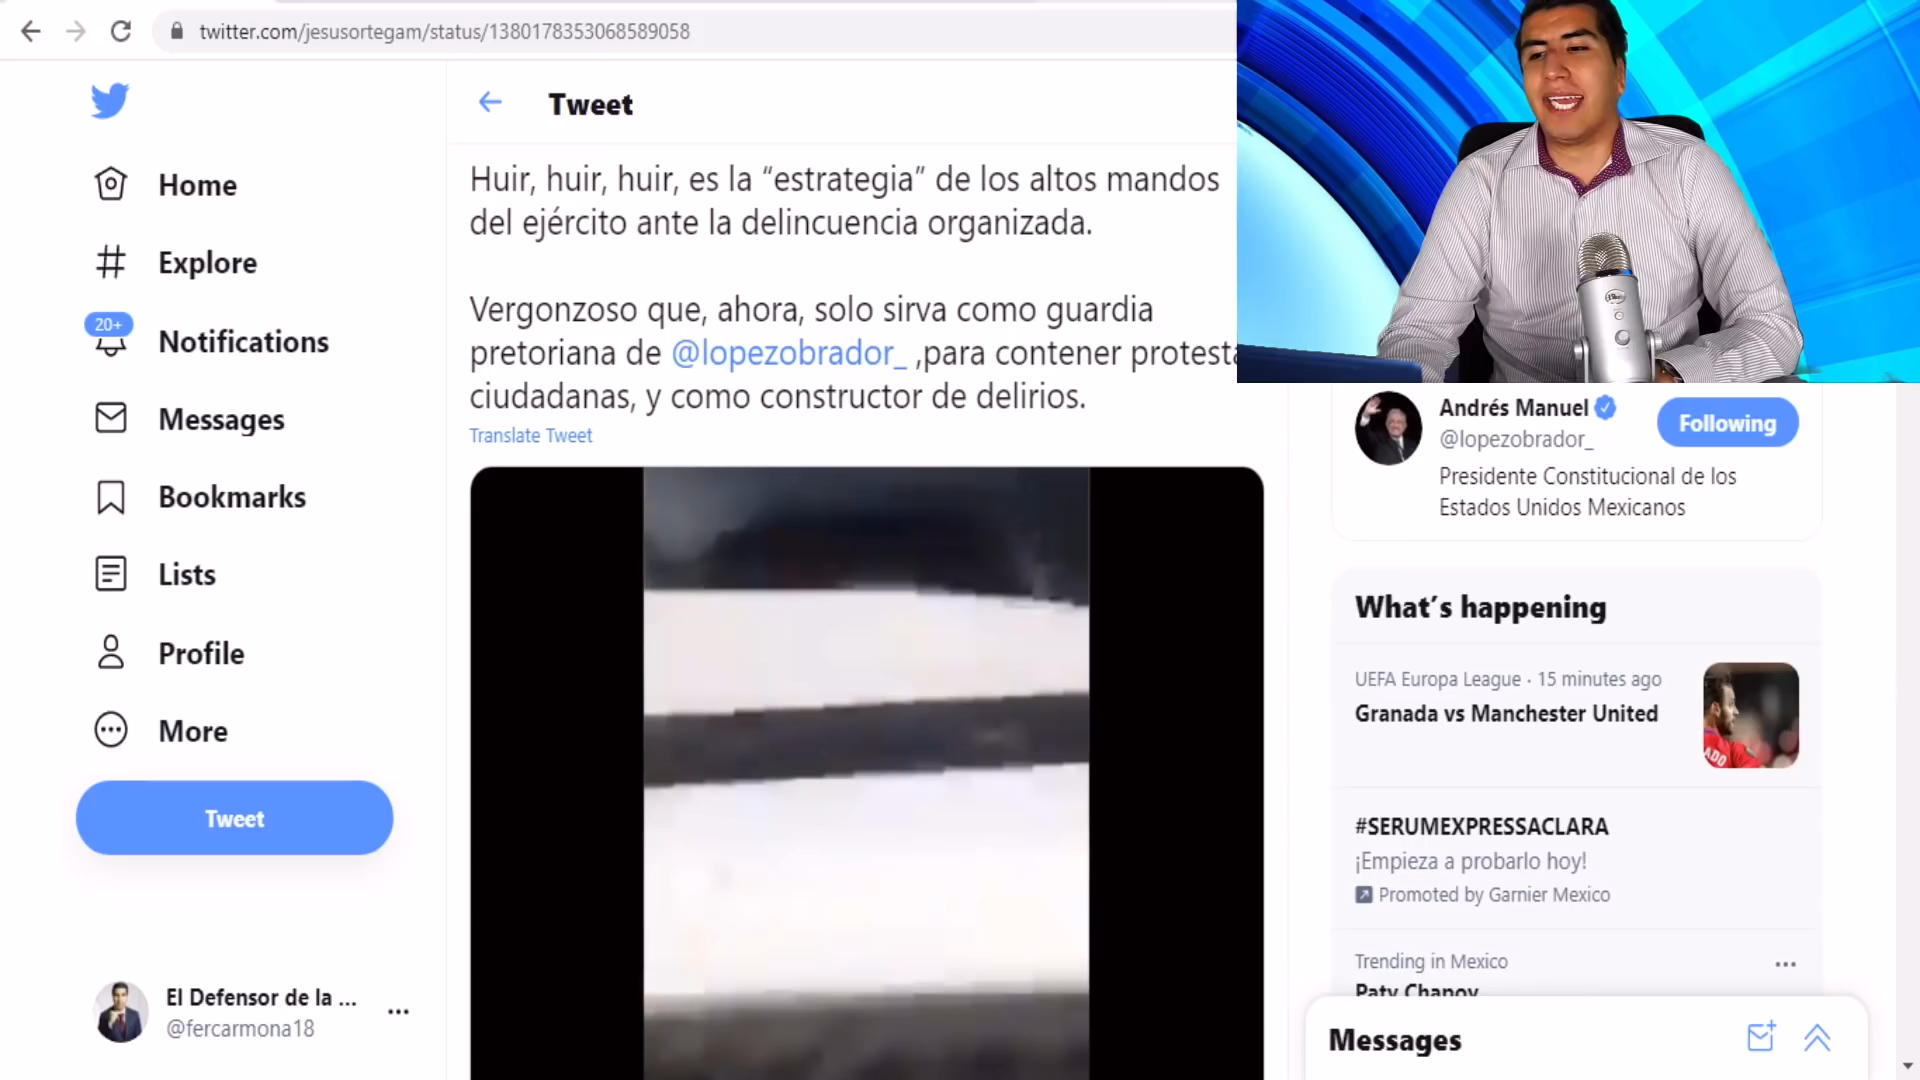 twitter.com/jesusortegam/status/1380178353068589058
Home
Explore
20+
Notifications
Messages
Bookmarks
Lists
Profile
More
Tweet
El Defensor de la ...
@fercarmona18
Tweet
Huir, huir, huir, es la “estrategia” de los altos mandos
del ejército ante la delincuencia organizada.
Vergonzoso que, ahora, solo sirva como guardia
pretoriana de @lopezobrador_ ,para contener protesta
ciudadanas, y como constructor de delirios.
Translate Tweet
Andrés Manuel
@lopezobrador_
Following
Presidente Constitucional de los
Estados Unidos Mexicanos
What's happening
UEFA Europa League · 15 minutes ago
Granada vs Manchester United
ADO
#SERUMEXPRESSACLARA
¡Empieza a probarlo hoy!
Promoted by Garnier Mexico
Trending in Mexico
Paty Chapoy
Messages